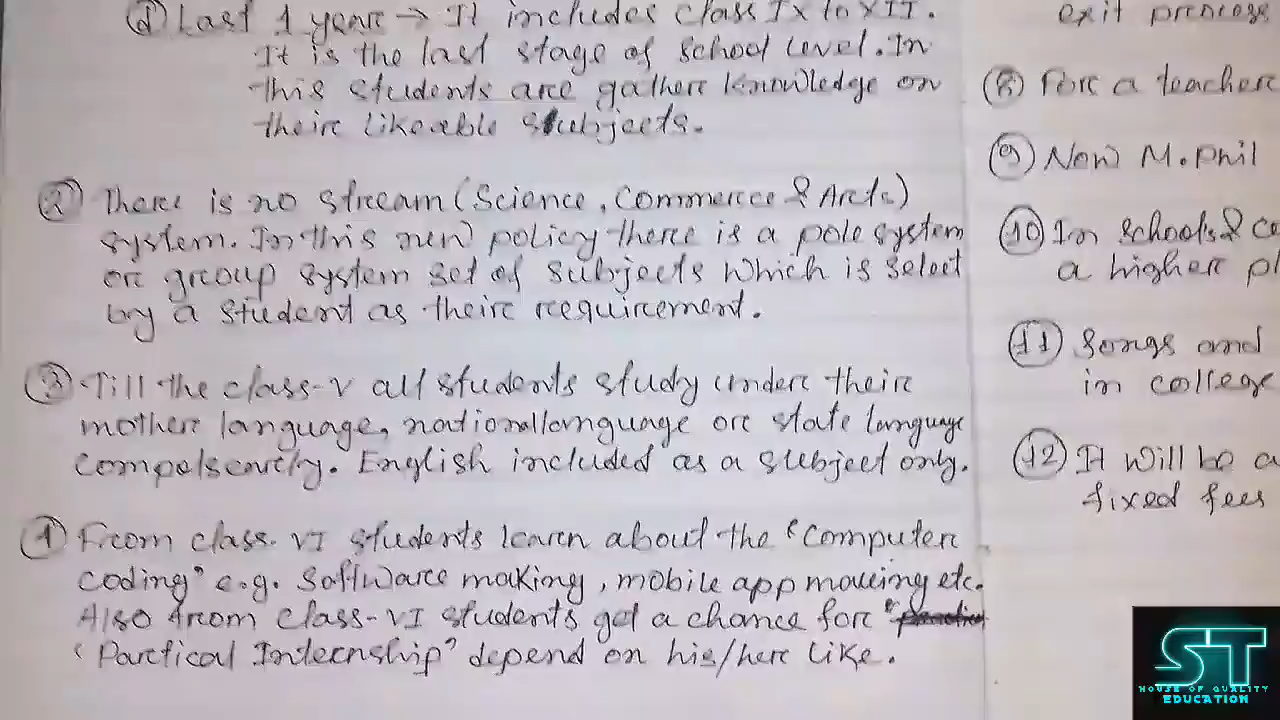 d Last 1 year → It includes class IX to XII.
It is the last stage of school level. In
this students are gather knowledge on
their likeable subjects.
2 There is no stream (Science, Commerce & Arts)
system. In this new policy there is a pole system
or group system set of subjects which is select
by a student as their requirement.
3 Till the class-V all students study under their
mother language, national language or state language
compolsently. English included as a subject only.
4 From class-VI students learn about the "Computer
Coding" e.g. Software making, mobile app making etc.
Also from class-VI students get a chance for
"Partical Internship" depend on his/her like.
exit process
8 For a teacher
9 Now M.Phil
10 In schools &
a higher
11 Songs and
in college
12 It will be a
fixed fees
ST
HOUSE OF QUALITY
EDUCATION